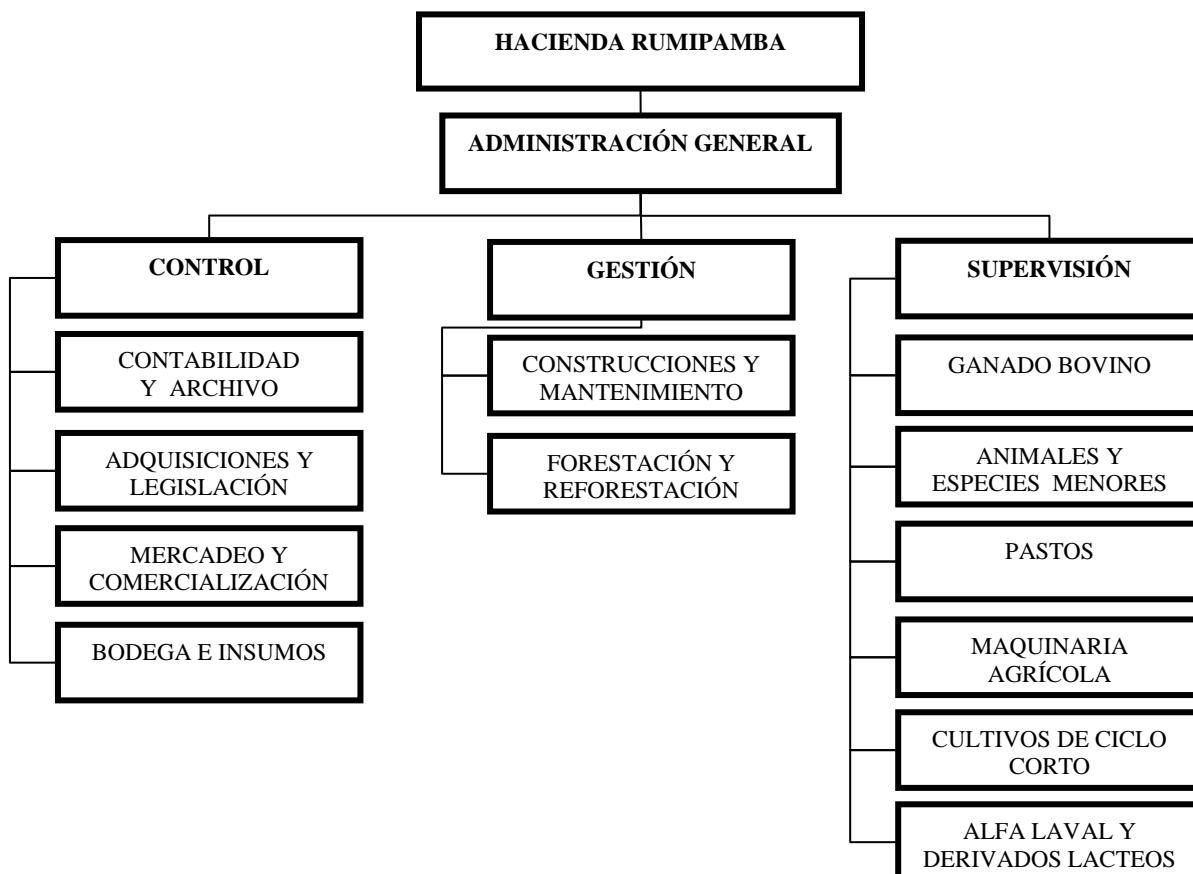 HACIENDA RUMIPAMBA
ADMINISTRACIÓN GENERAL
CONTROL
CONTABILIDAD
Y ARCHIVO
ADQUISICIONES Y
LEGISLACIÓN
MERCADEO Y
COMERCIALIZACIÓN
BODEGA E INSUMOS
GESTIÓN
CONSTRUCCIONES Y
MANTENIMIENTO
FORESTACIÓN Y
REFORESTACIÓN
SUPERVISIÓN
GANADO BOVINO
ANIMALES Y
ESPECIES MENORES
PASTOS
MAQUINARIA
AGRÍCOLA
CULTIVOS DE CICLO
CORTO
ALFA LAVAL Y
DERIVADOS LACTEOS